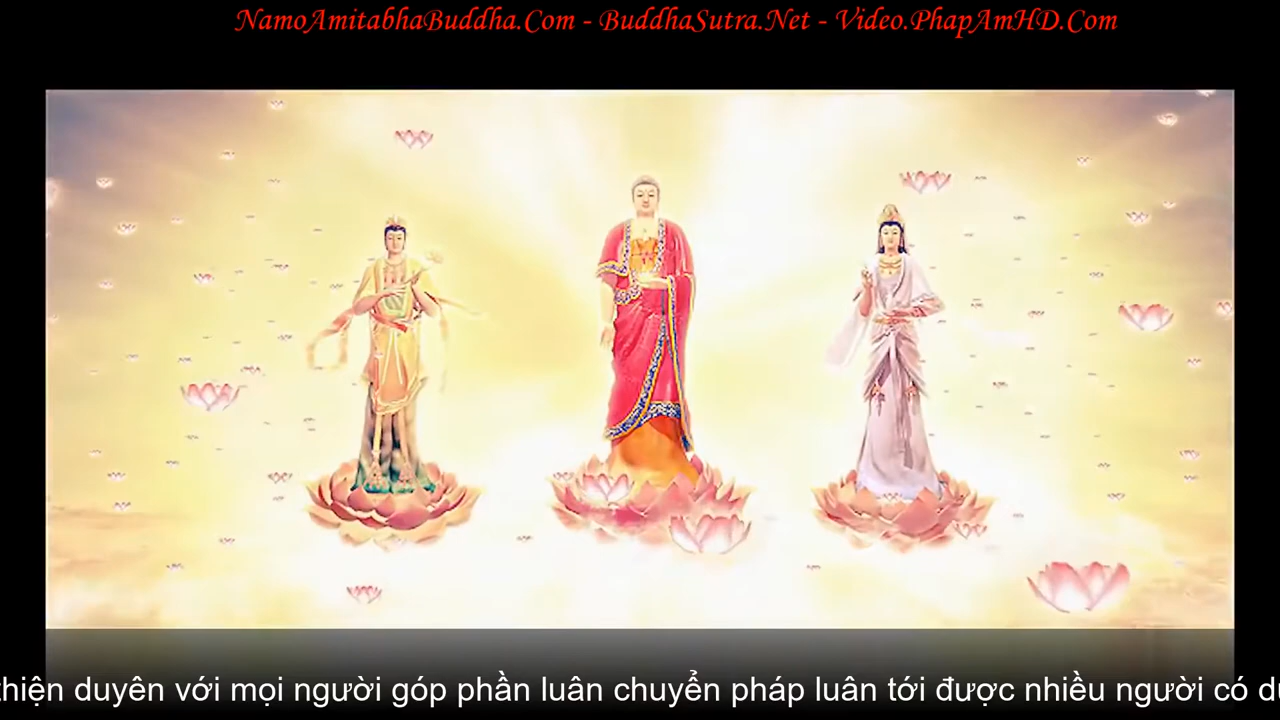 NamoAmitabhaBuddha.Com - BuddhaSutra.Net - Video.PhapAmHD.Com
thiện duyên với mọi người góp phần luân chuyển pháp luân tới được nhiều người có